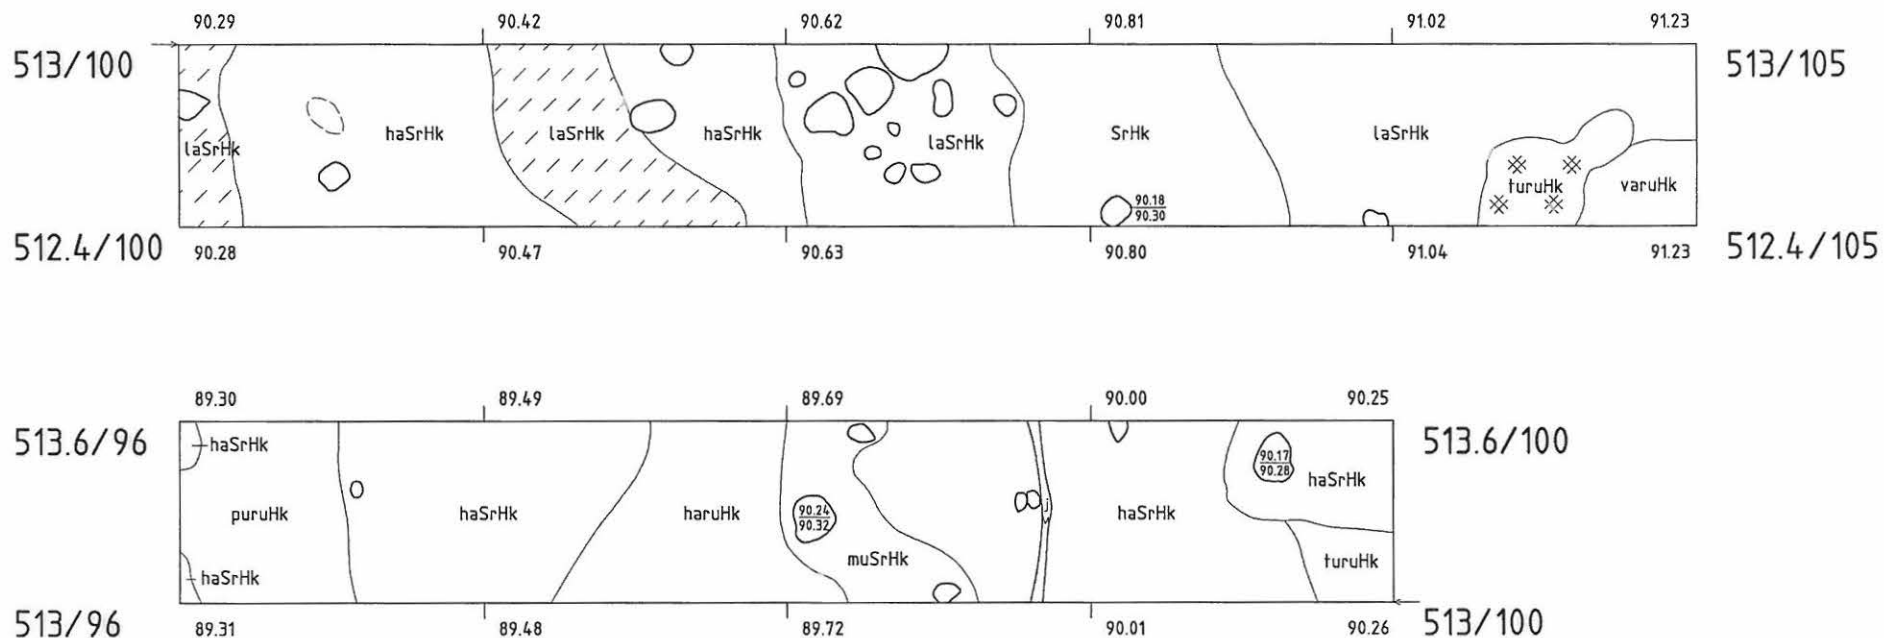 90.29 90.42 90.62 90.81 91.02 91.23
513/100 513/105
laSrHk haSrHk laSrHk haSrHk laSrHk SrHk laSrHk
turuHk varuHk
90.18
90.30
512.4/100 512.4/105
90.28 90.47 90.63 90.80 91.04 91.23
89.30 89.49 89.69 90.00 90.25
513.6/96 513.6/100
haSrHk
90.17
90.28
haSrHk
puruHk haSrHk haruHk
90.24
90.32
j
haSrHk
muSrHk
turuHk
haSrHk
513/96 513/100
89.31 89.48 89.72 90.01 90.26